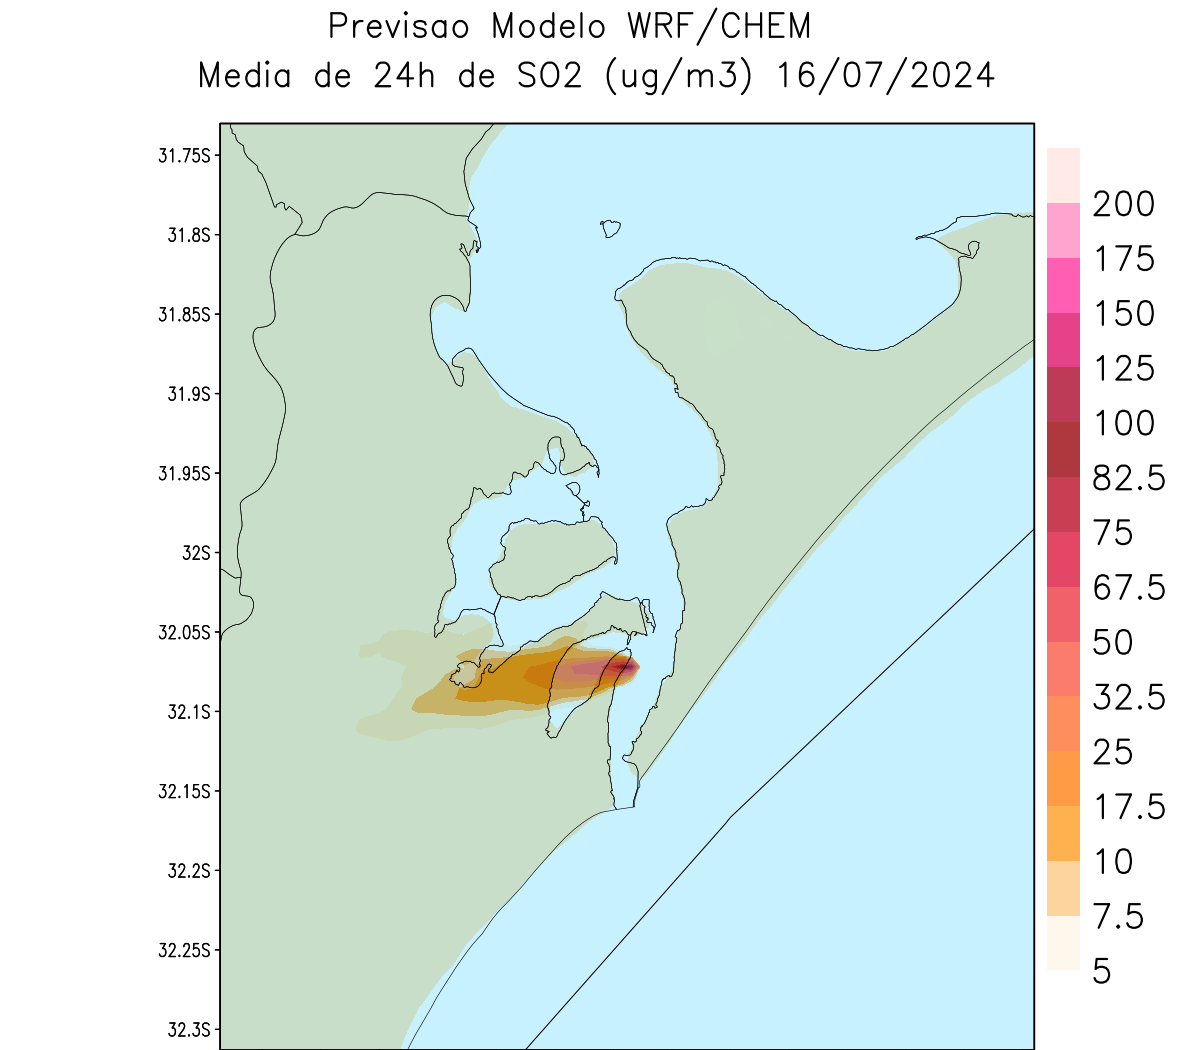 Previsao Modelo WRF/CHEM
Media de 24h de SO2 (ug/m3) 16/07/2024
31.75S
31.8S
31.85S
31.9S
31.95S
32S
32.05S
32.1S
32.15S
32.2S
32.25S
32.3S
200
175
150
125
100
82.5
75
67.5
50
32.5
25
17.5
10
7.5
5